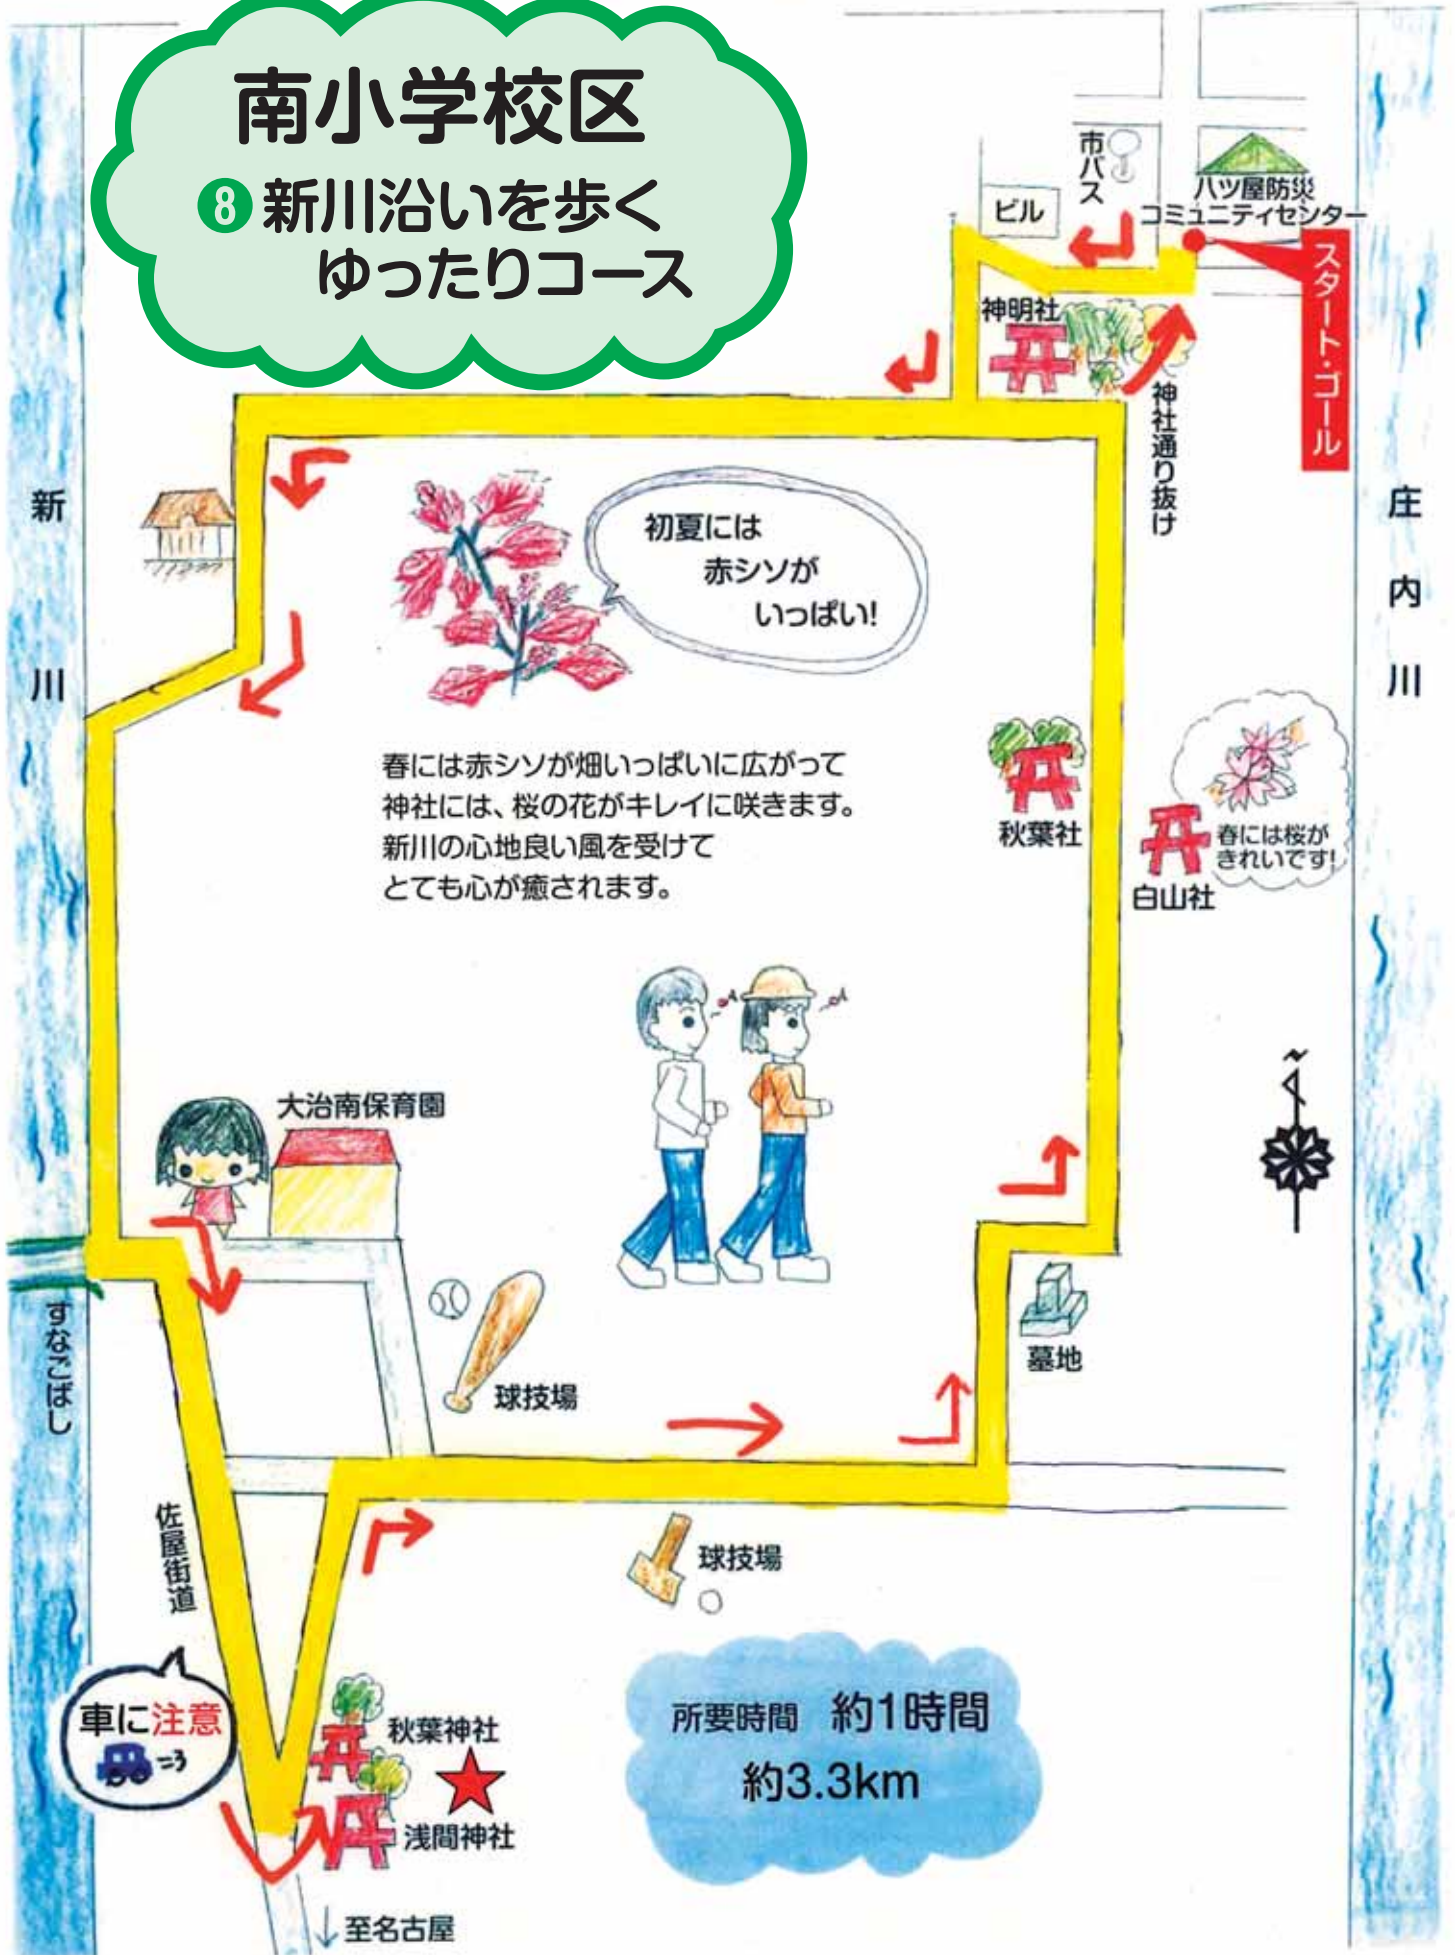 南小学校区
8 新川沿いを歩く
ゆったりコース
市バス
ビル
八ツ屋防災
コミュニティセンター
スタート・ゴール
神明社
神社通り抜け
新川
庄内川
初夏には
赤シソが
いっぱい!
春には赤シソが畑いっぱいに広がって
神社には、桜の花がキレイに咲きます。
新川の心地良い風を受けて
とても心が癒されます。
秋葉社
春には桜が
きれいです!
白山社
大治南保育園
すなごばし
球技場
墓地
佐屋街道
球技場
車に注意
秋葉神社
浅間神社
所要時間 約1時間
約3.3km
至名古屋